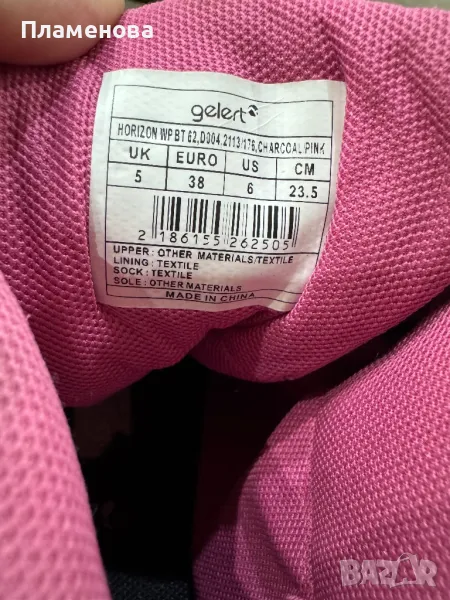 Пламенова
gelert
HORIZON WP BT 62,D004,2113/176,CHARCOAL/PINK
UK EURO US CM
5 38 6 23.5
2 186155 262505
UPPER: OTHER MATERIALS/TEXTILE
LINING: TEXTILE
SOCK: TEXTILE
SOLE: OTHER MATERIALS
MADE IN CHINA
BAZAR